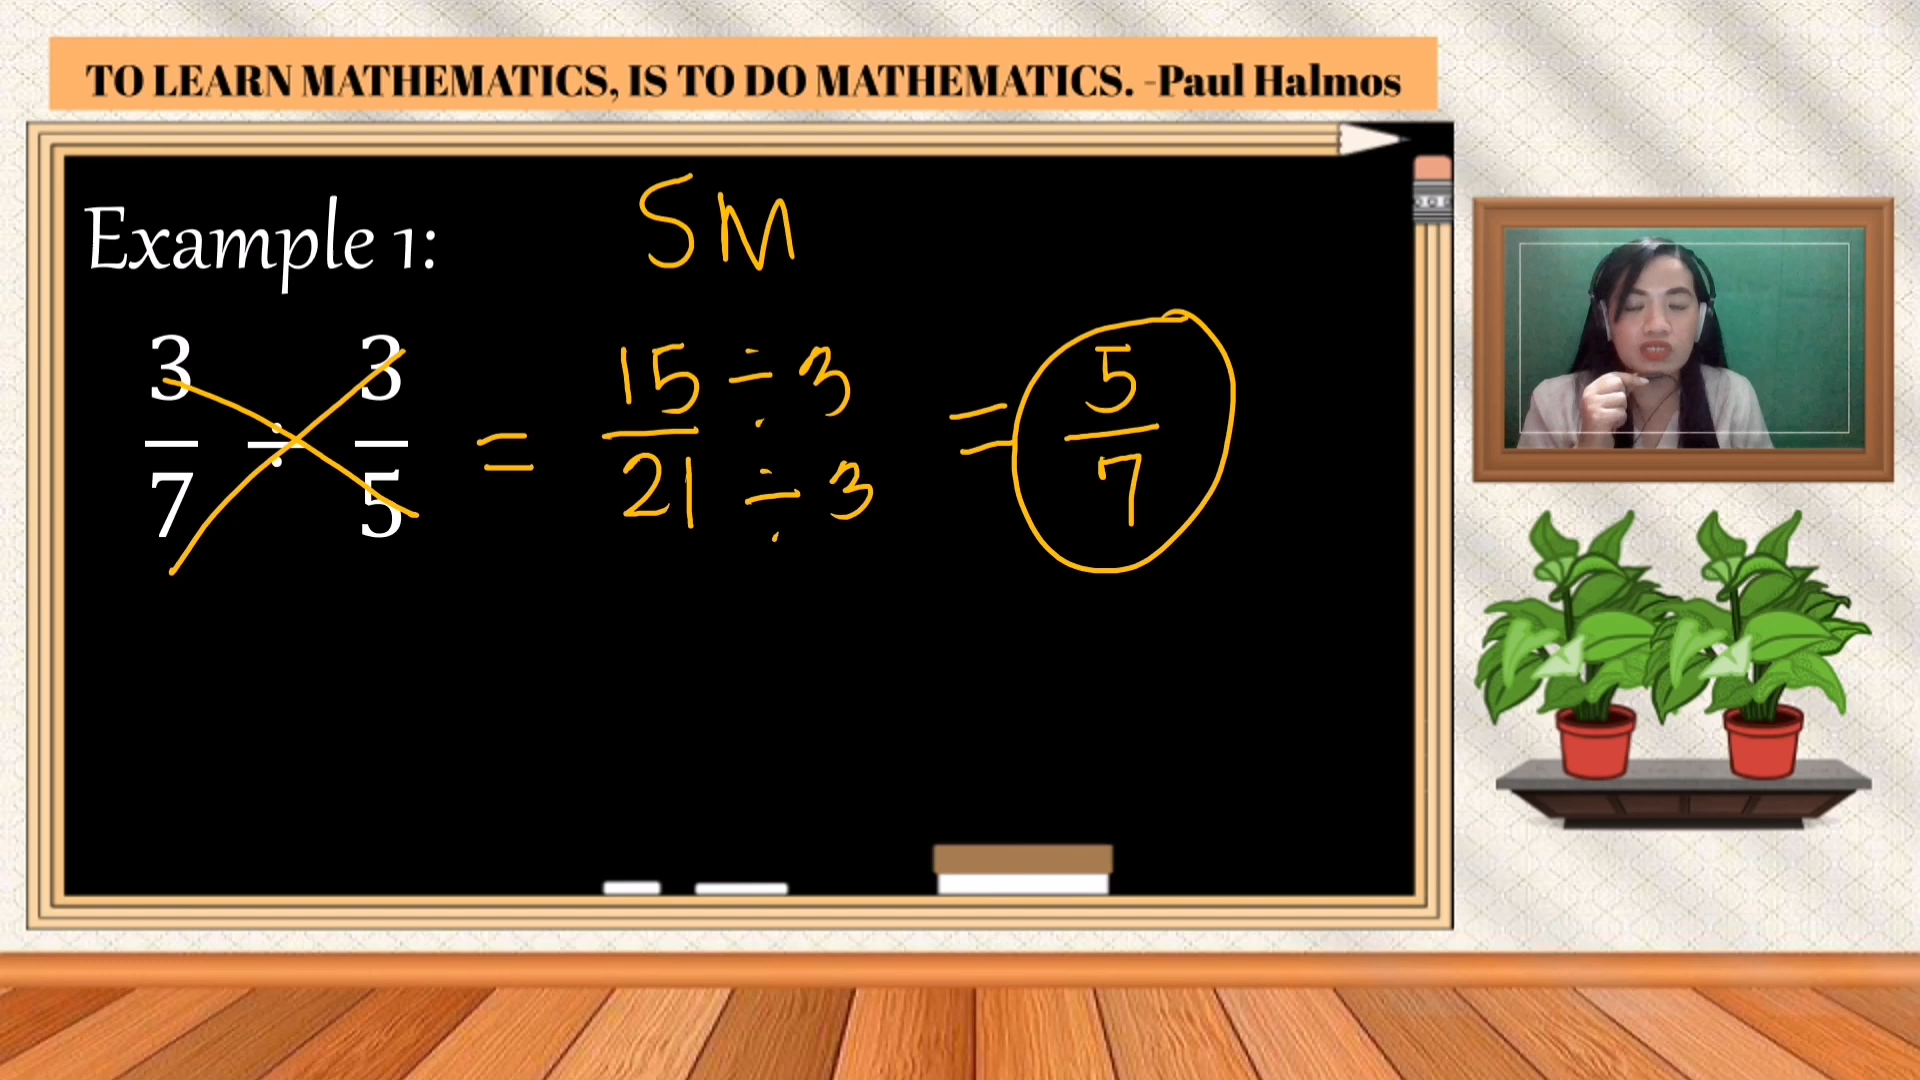 TO LEARN MATHEMATICS, IS TO DO MATHEMATICS. -Paul Halmos
Example 1:
SM
3/7 ÷ 3/5 = 15 ÷ 3/21 ÷ 3 = 5/7